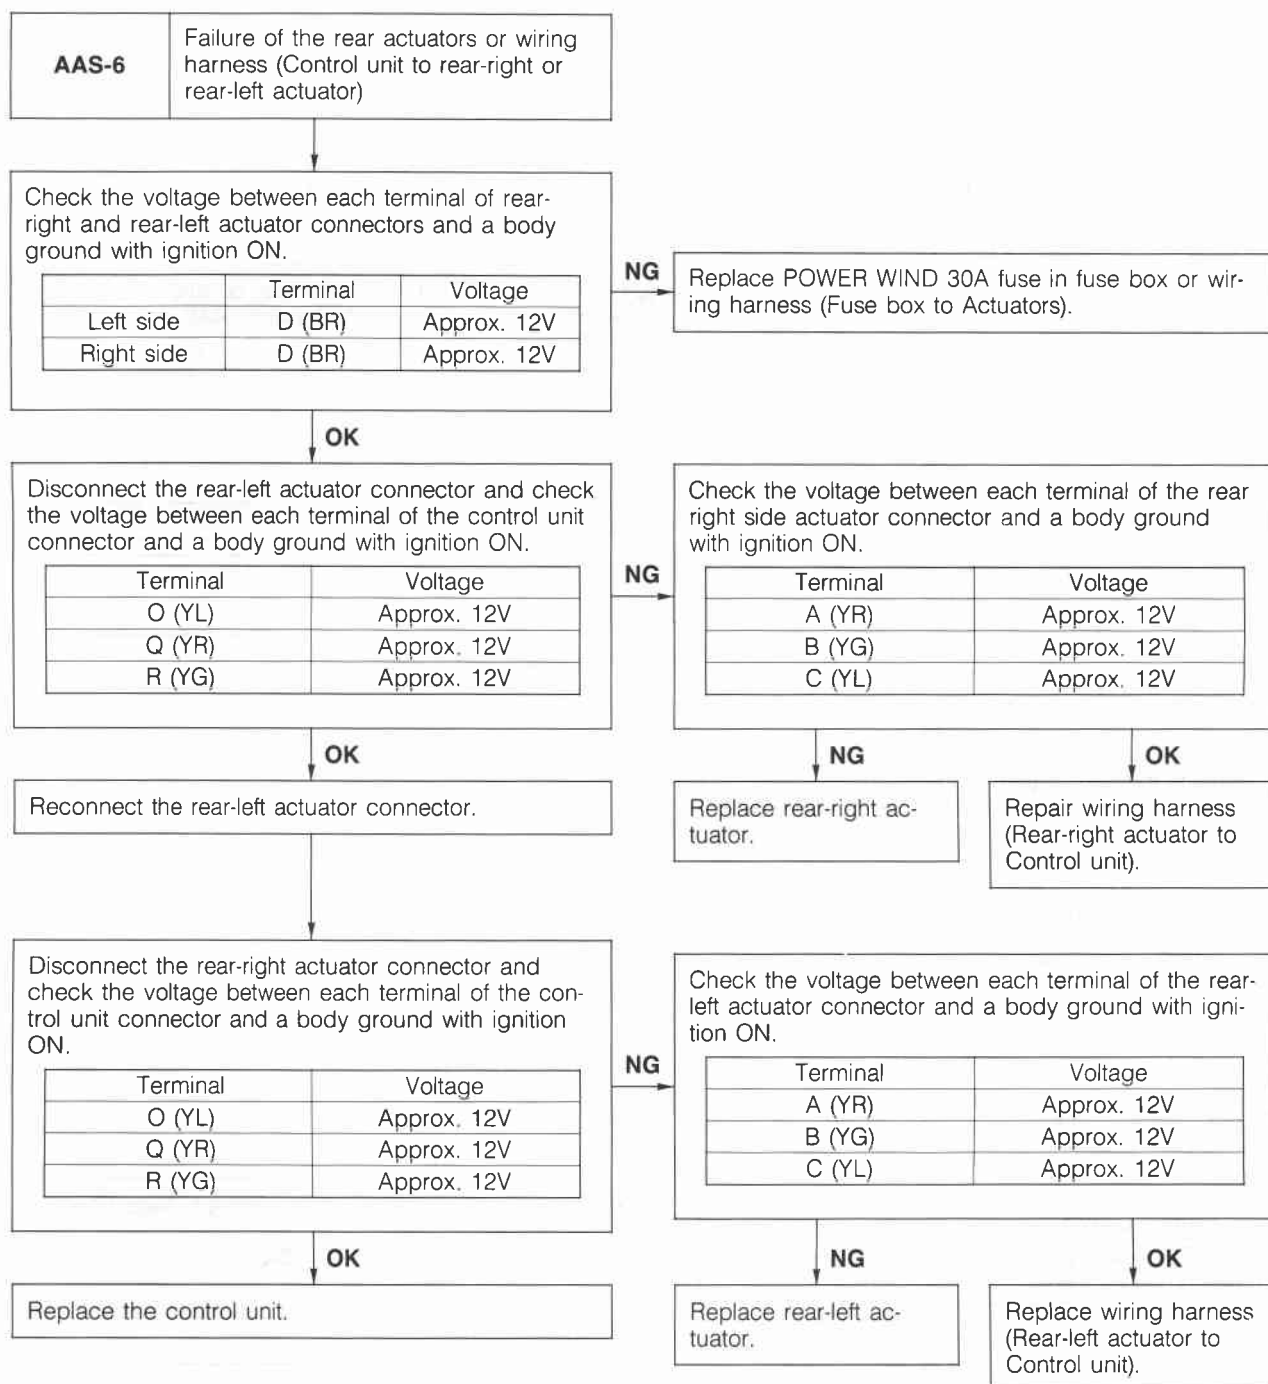 AAS-6
Failure of the rear actuators or wiring
harness (Control unit to rear-right or
rear-left actuator)
Check the voltage between each terminal of rear-
right and rear-left actuator connectors and a body
ground with ignition ON.
Terminal Voltage
Left side D (BR) Approx. 12V
Right side D (BR) Approx. 12V
NG
Replace POWER WIND 30A fuse in fuse box or wir-
ing harness (Fuse box to Actuators).
OK
Disconnect the rear-left actuator connector and check
the voltage between each terminal of the control unit
connector and a body ground with ignition ON.
Terminal Voltage
O (YL) Approx. 12V
Q (YR) Approx. 12V
R (YG) Approx. 12V
NG
Check the voltage between each terminal of the rear
right side actuator connector and a body ground
with ignition ON.
Terminal Voltage
A (YR) Approx. 12V
B (YG) Approx. 12V
C (YL) Approx. 12V
OK
NG
OK
Reconnect the rear-left actuator connector.
Replace rear-right ac-
tuator.
Repair wiring harness
(Rear-right actuator to
Control unit).
Disconnect the rear-right actuator connector and
check the voltage between each terminal of the con-
trol unit connector and a body ground with ignition
ON.
Terminal Voltage
O (YL) Approx. 12V
Q (YR) Approx. 12V
R (YG) Approx. 12V
NG
Check the voltage between each terminal of the rear-
left actuator connector and a body ground with igni-
tion ON.
Terminal Voltage
A (YR) Approx. 12V
B (YG) Approx. 12V
C (YL) Approx. 12V
OK
NG
OK
Replace the control unit.
Replace rear-left ac-
tuator.
Replace wiring harness
(Rear-left actuator to
Control unit).